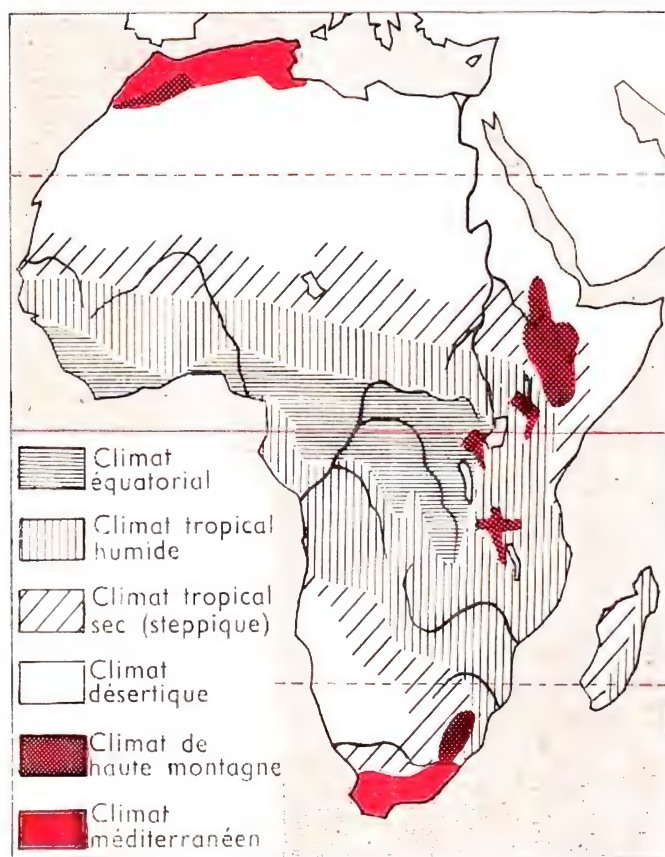 Climat
équatorial
Climat tropical
humide
Climat tropical
sec (steppique)
Climat
désertique
Climat de
haute montagne
Climat
méditerranéen